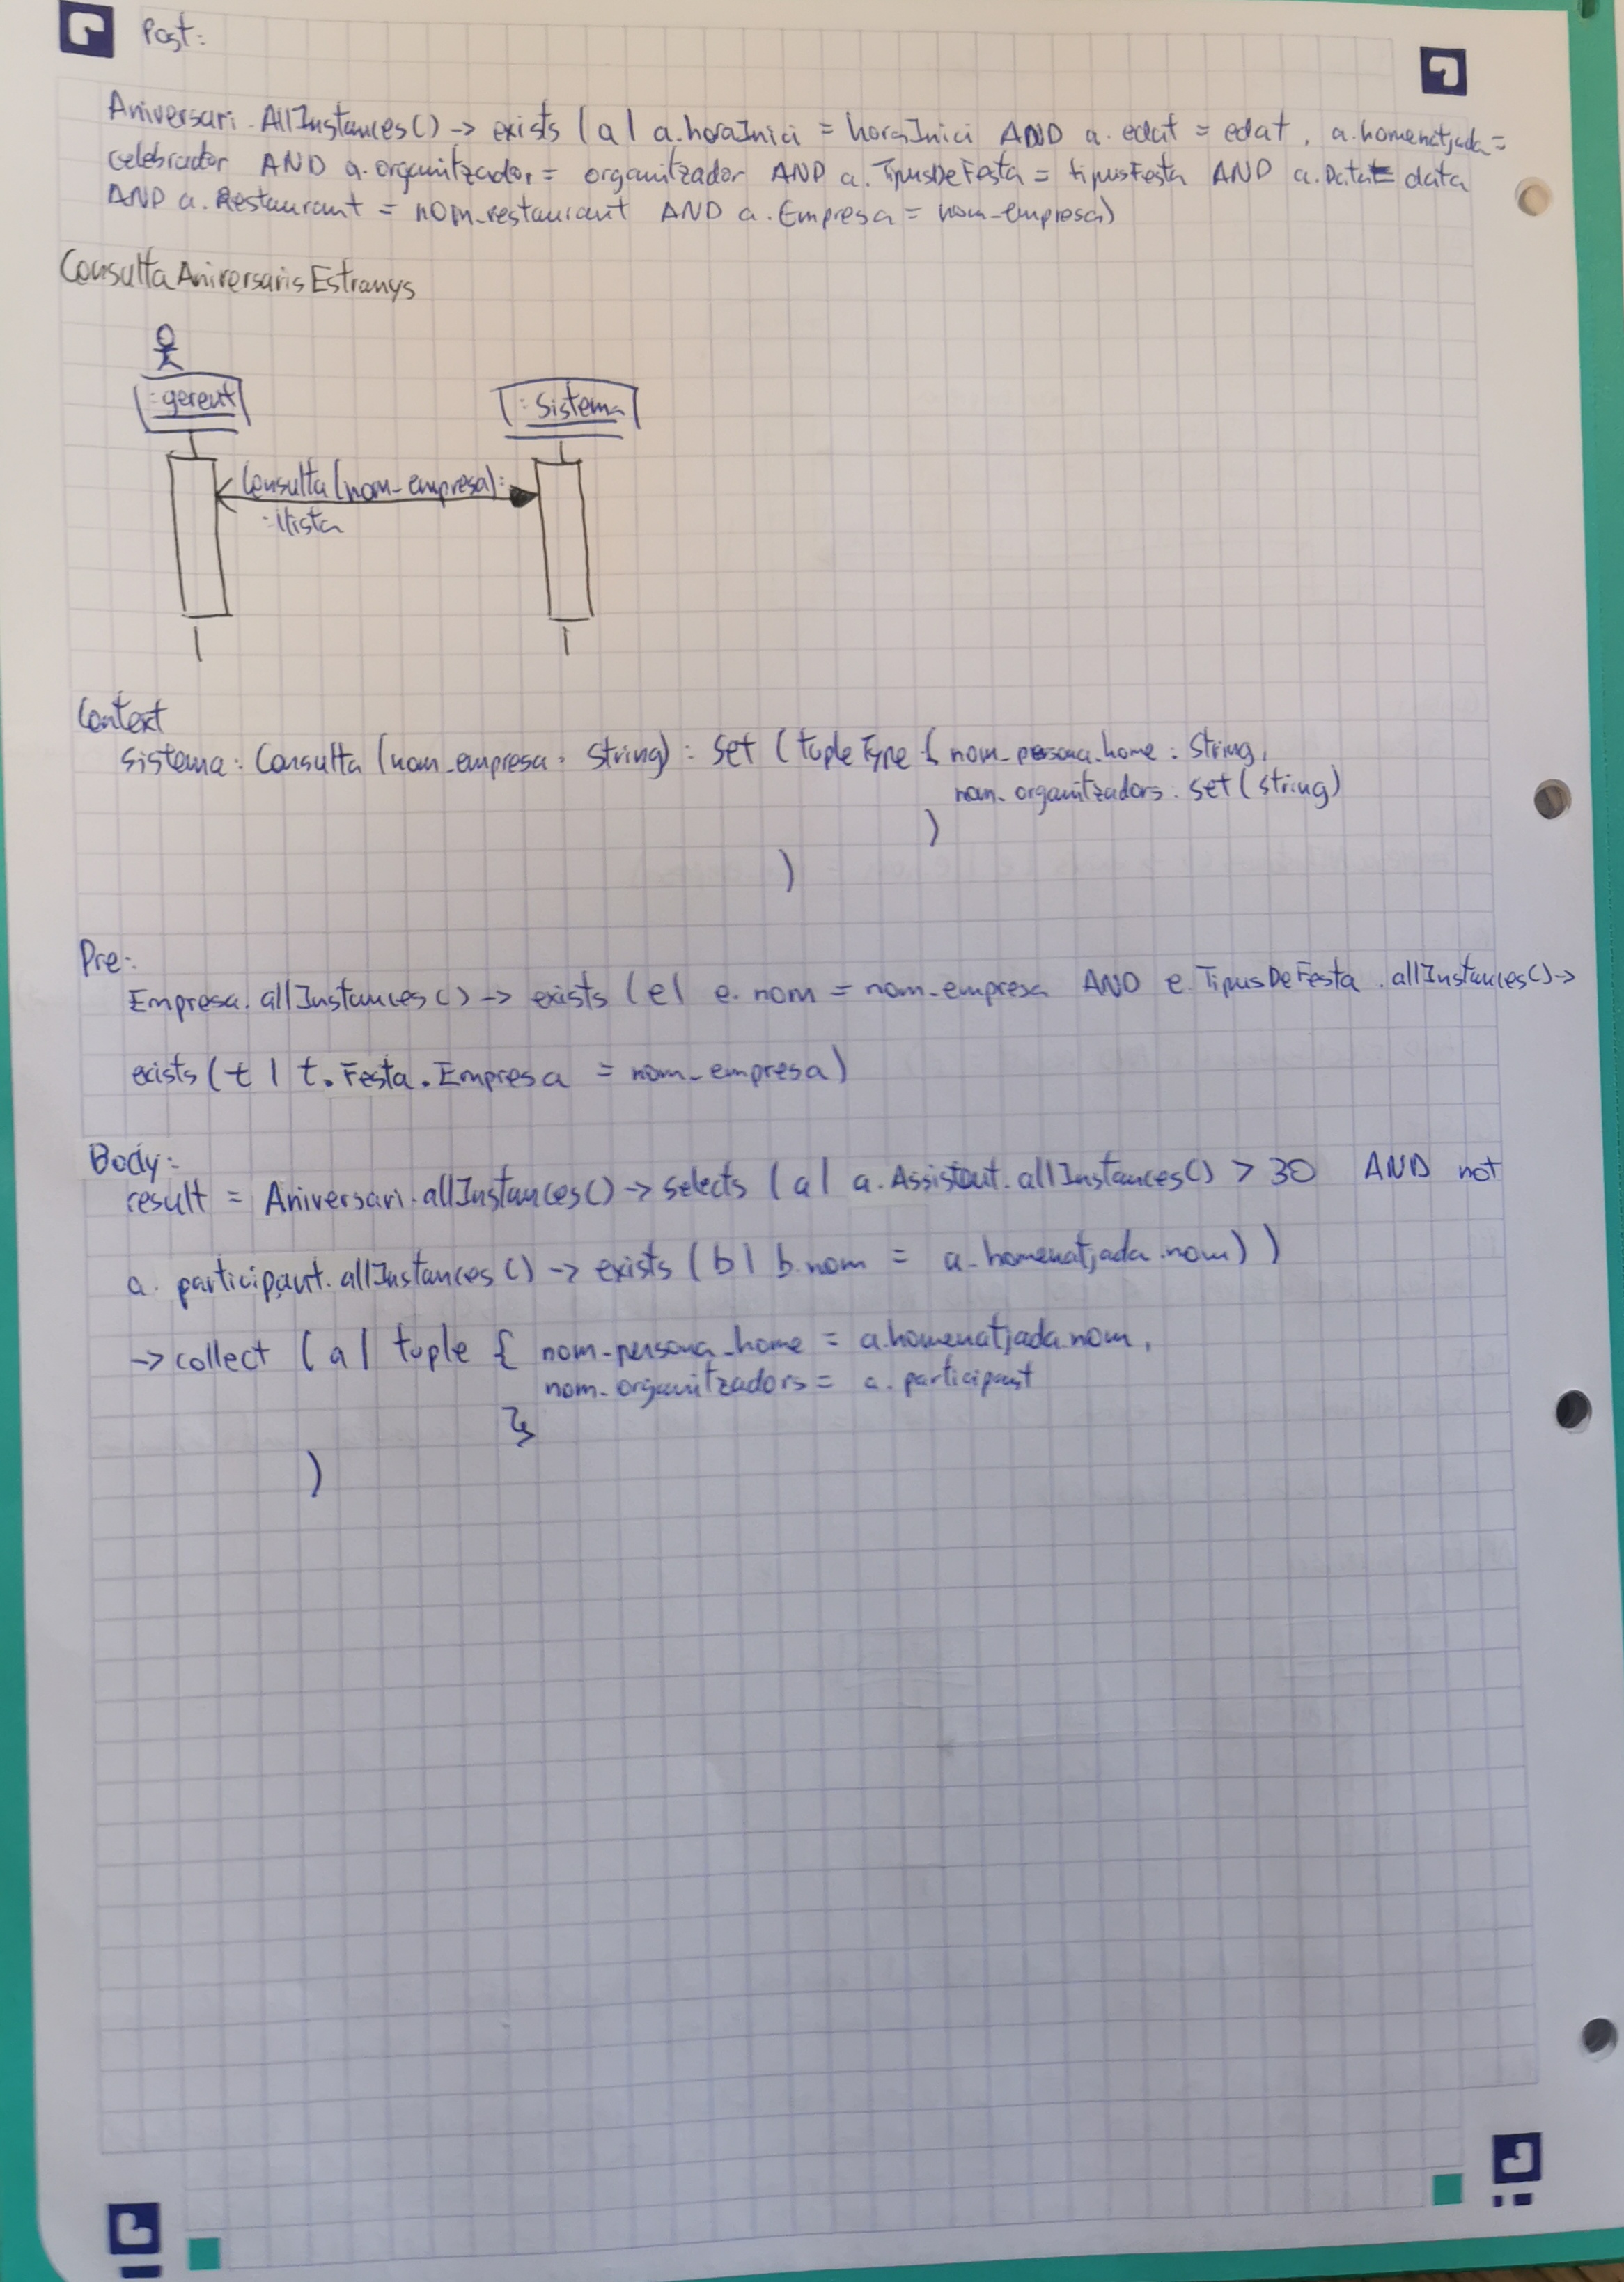 Post:
Aniversari.AllInstances() -> exists (a | a.horaInici = horaInici AND a.edat = edat, a.homenatjada =
celebrador AND a.organitzador = organitzador AND a.TipusDeFesta = tipusFesta AND a.Data = data
AND a.Restaurant = nom_restaurant AND a.Empresa = nom_empresa)
ConsultaAniversarisEstranys
:gerent
:Sistema
Consulta(nom_empresa):
:llista
Context
Sistema: Consulta (nom_empresa: String): Set (tupleType { nom_persona_home: String,
nom_organitzadors: set(string)
)
)
Pre:
Empresa.allInstances() -> exists (e | e.nom = nom_empresa AND e.TipusDeFesta.allInstances() ->
exists (t | t.Festa.Empresa = nom_empresa)
Body:
result = Aniversari.allInstances() -> selects (a | a.Assistent.allInstances() > 30 AND not
a.participant.allInstances() -> exists (b | b.nom = a.homenatjada.nom))
-> collect (a | tuple { nom_persona_home = a.homenatjada.nom,
nom_organitzadors = a.participant
}
)